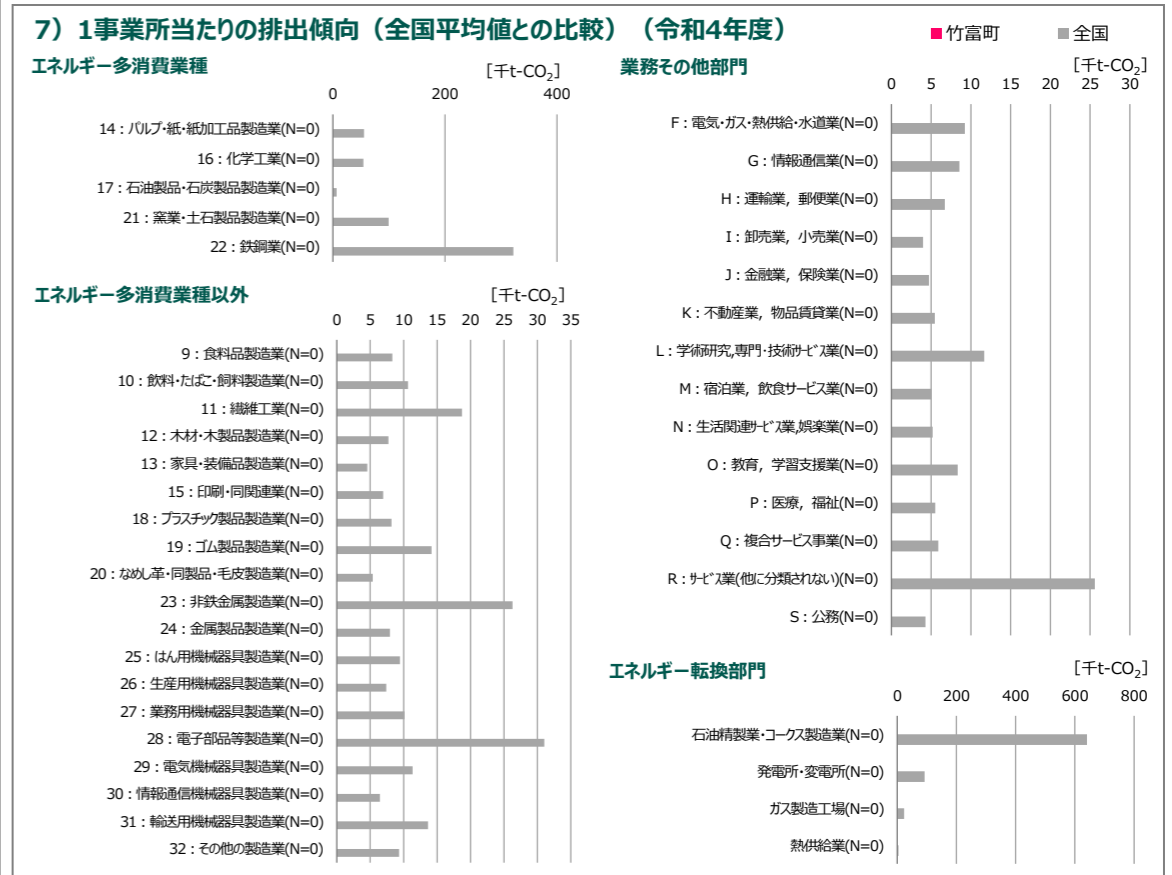 7）1事業所当たりの排出傾向（全国平均値との比較）（令和4年度）
■竹富町 ■全国
エネルギー多消費業種
[千t-CO₂]
0 200 400
14：パルプ・紙・紙加工品製造業(N=0)
16：化学工業(N=0)
17：石油製品・石炭製品製造業(N=0)
21：窯業・土石製品製造業(N=0)
22：鉄鋼業(N=0)
エネルギー多消費業種以外
[千t-CO₂]
0 5 10 15 20 25 30 35
9：食料品製造業(N=0)
10：飲料・たばこ・飼料製造業(N=0)
11：繊維工業(N=0)
12：木材・木製品製造業(N=0)
13：家具・装備品製造業(N=0)
15：印刷・同関連業(N=0)
18：プラスチック製品製造業(N=0)
19：ゴム製品製造業(N=0)
20：なめし革・同製品・毛皮製造業(N=0)
23：非鉄金属製造業(N=0)
24：金属製品製造業(N=0)
25：はん用機械器具製造業(N=0)
26：生産用機械器具製造業(N=0)
27：業務用機械器具製造業(N=0)
28：電子部品等製造業(N=0)
29：電気機械器具製造業(N=0)
30：情報通信機械器具製造業(N=0)
31：輸送用機械器具製造業(N=0)
32：その他の製造業(N=0)
業務その他部門
[千t-CO₂]
0 5 10 15 20 25 30
F：電気・ガス・熱供給・水道業(N=0)
G：情報通信業(N=0)
H：運輸業，郵便業(N=0)
I：卸売業，小売業(N=0)
J：金融業，保険業(N=0)
K：不動産業，物品賃貸業(N=0)
L：学術研究,専門・技術ｻｰﾋﾞｽ業(N=0)
M：宿泊業，飲食サービス業(N=0)
N：生活関連ｻｰﾋﾞｽ業,娯楽業(N=0)
O：教育，学習支援業(N=0)
P：医療，福祉(N=0)
Q：複合サービス事業(N=0)
R：ｻｰﾋﾞｽ業(他に分類されない)(N=0)
S：公務(N=0)
エネルギー転換部門
[千t-CO₂]
0 200 400 600 800
石油精製業・コークス製造業(N=0)
発電所・変電所(N=0)
ガス製造工場(N=0)
熱供給業(N=0)